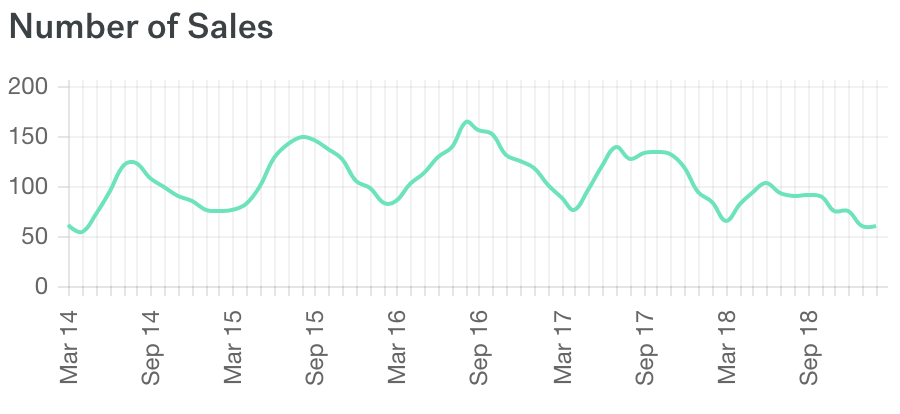 Number of Sales
200
150
100
50
0
Mar 14
Sep 14
Mar 15
Sep 15
Mar 16
Sep 16
Mar 17
Sep 17
Mar 18
Sep 18